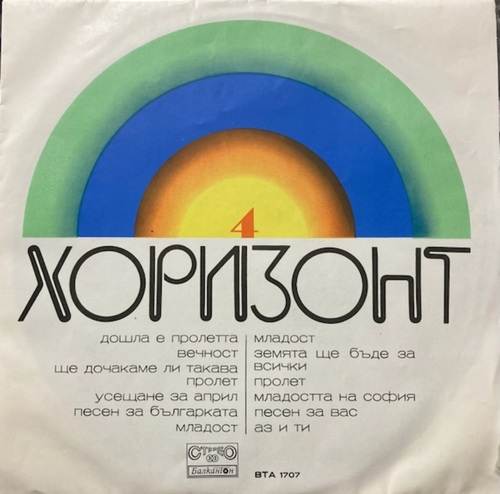 4
ХОРИЗОНТ
дошла е пролетта
вечност
ще дочакаме ли такава
пролет
усещане за април
песен за българката
младост
младост
земята ще бъде за
всички
пролет
младостта на софия
песен за вас
аз и ти
СТЕРЕО
Балкантон
ВТА 1707